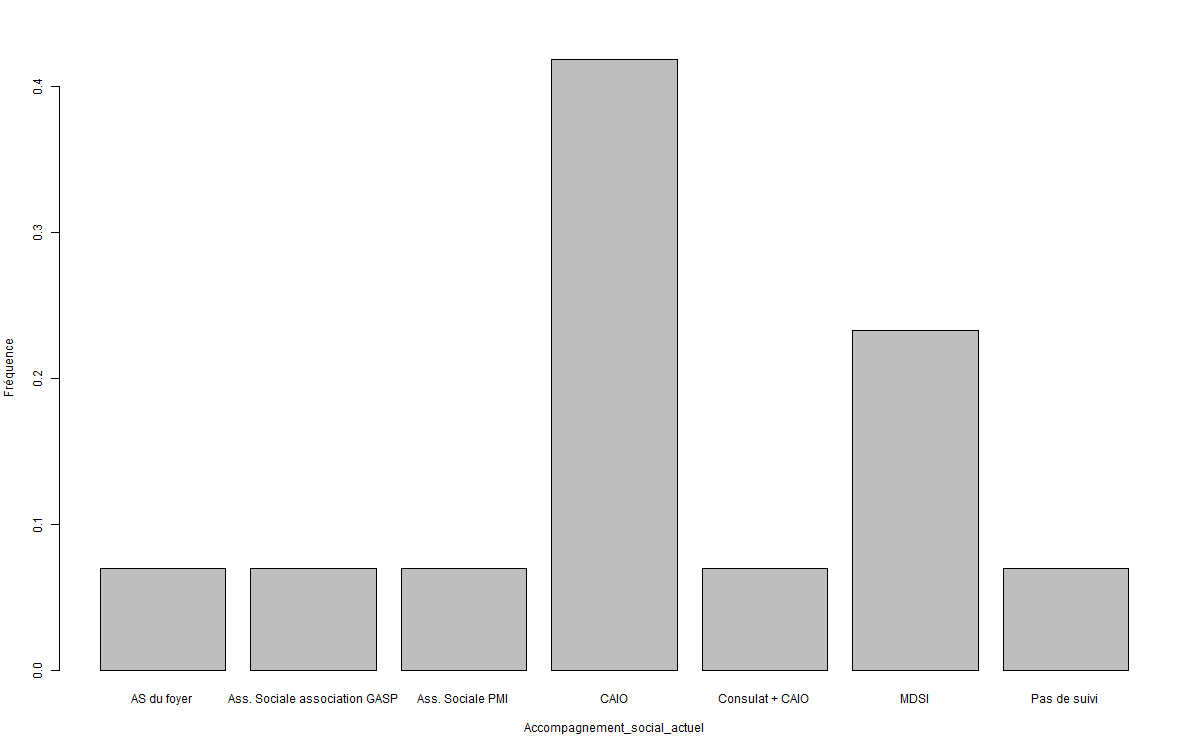 0.4
0.3
0.2
0.1
0.0
Fréquence
AS du foyer
Ass. Sociale association GASP
Ass. Sociale PMI
CAIO
Consulat + CAIO
MDSI
Pas de suivi
Accompagnement_social_actuel